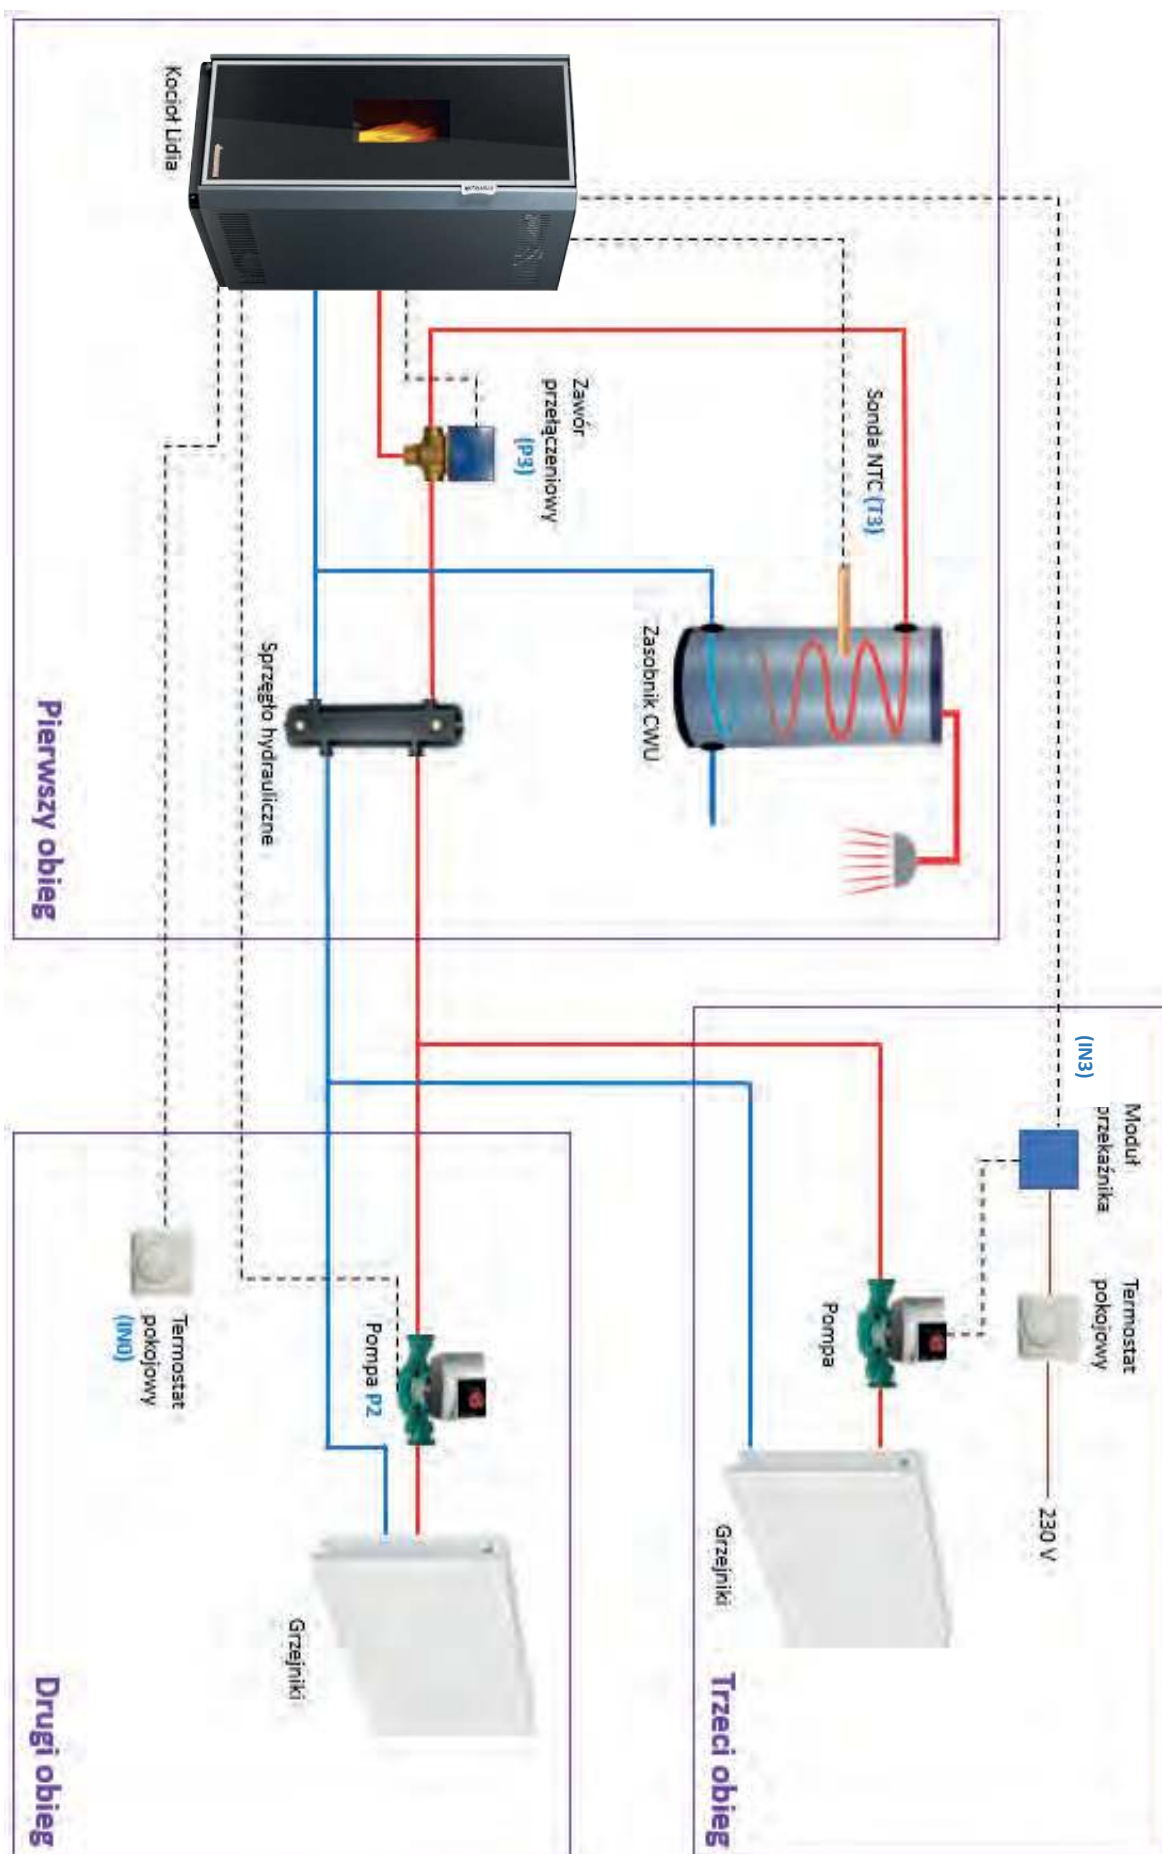 Kocioł Lidia
Sonda NTC (T3)
Zawór
przełączeniowy
(P3)
Zasobnik CWU
Sprzęgło hydrauliczne
Pierwszy obieg
(IN3)
Moduł
przekaźnika
Termostat
pokojowy
230 V
Pompa
Grzejniki
Trzeci obieg
Pompa P2
Termostat
pokojowy
(IN0)
Grzejniki
Drugi obieg